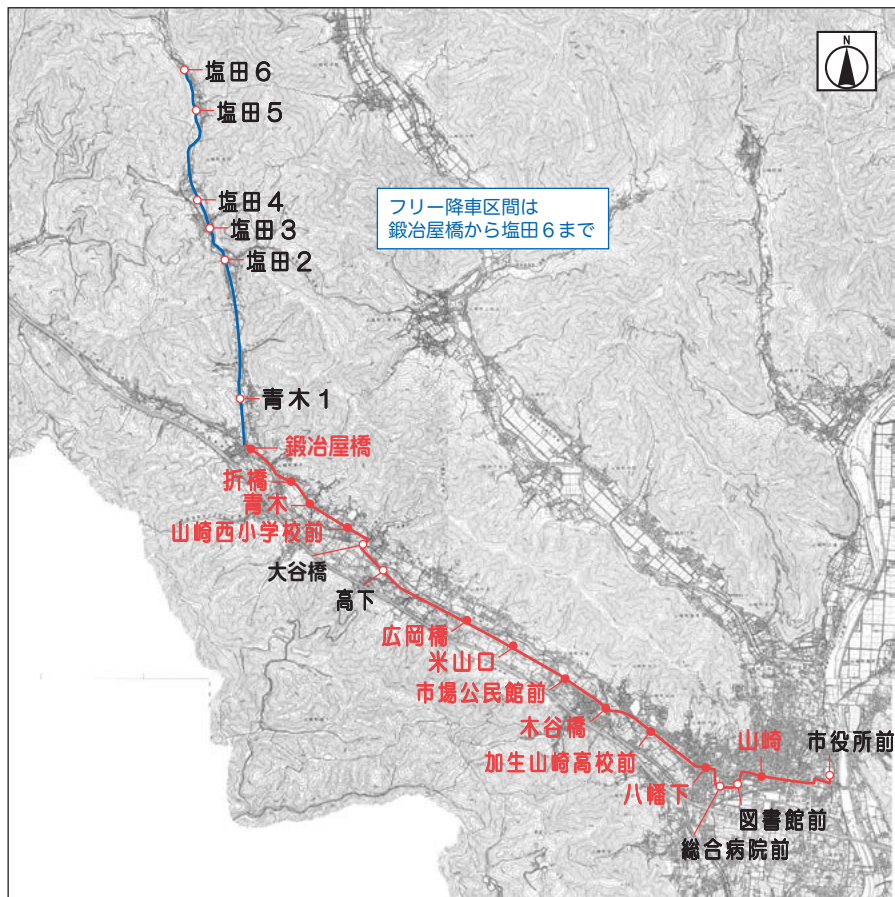 N
塩田6
塩田5
塩田4
塩田3
塩田2
フリー降車区間は
鍛冶屋橋から塩田6まで
青木1
鍛冶屋橋
折橋
青木
山崎西小学校前
大谷橋
高下
広岡橋
米山口
市場公民館前
木谷橋
加生山崎高校前
八幡下
山崎
市役所前
図書館前
総合病院前